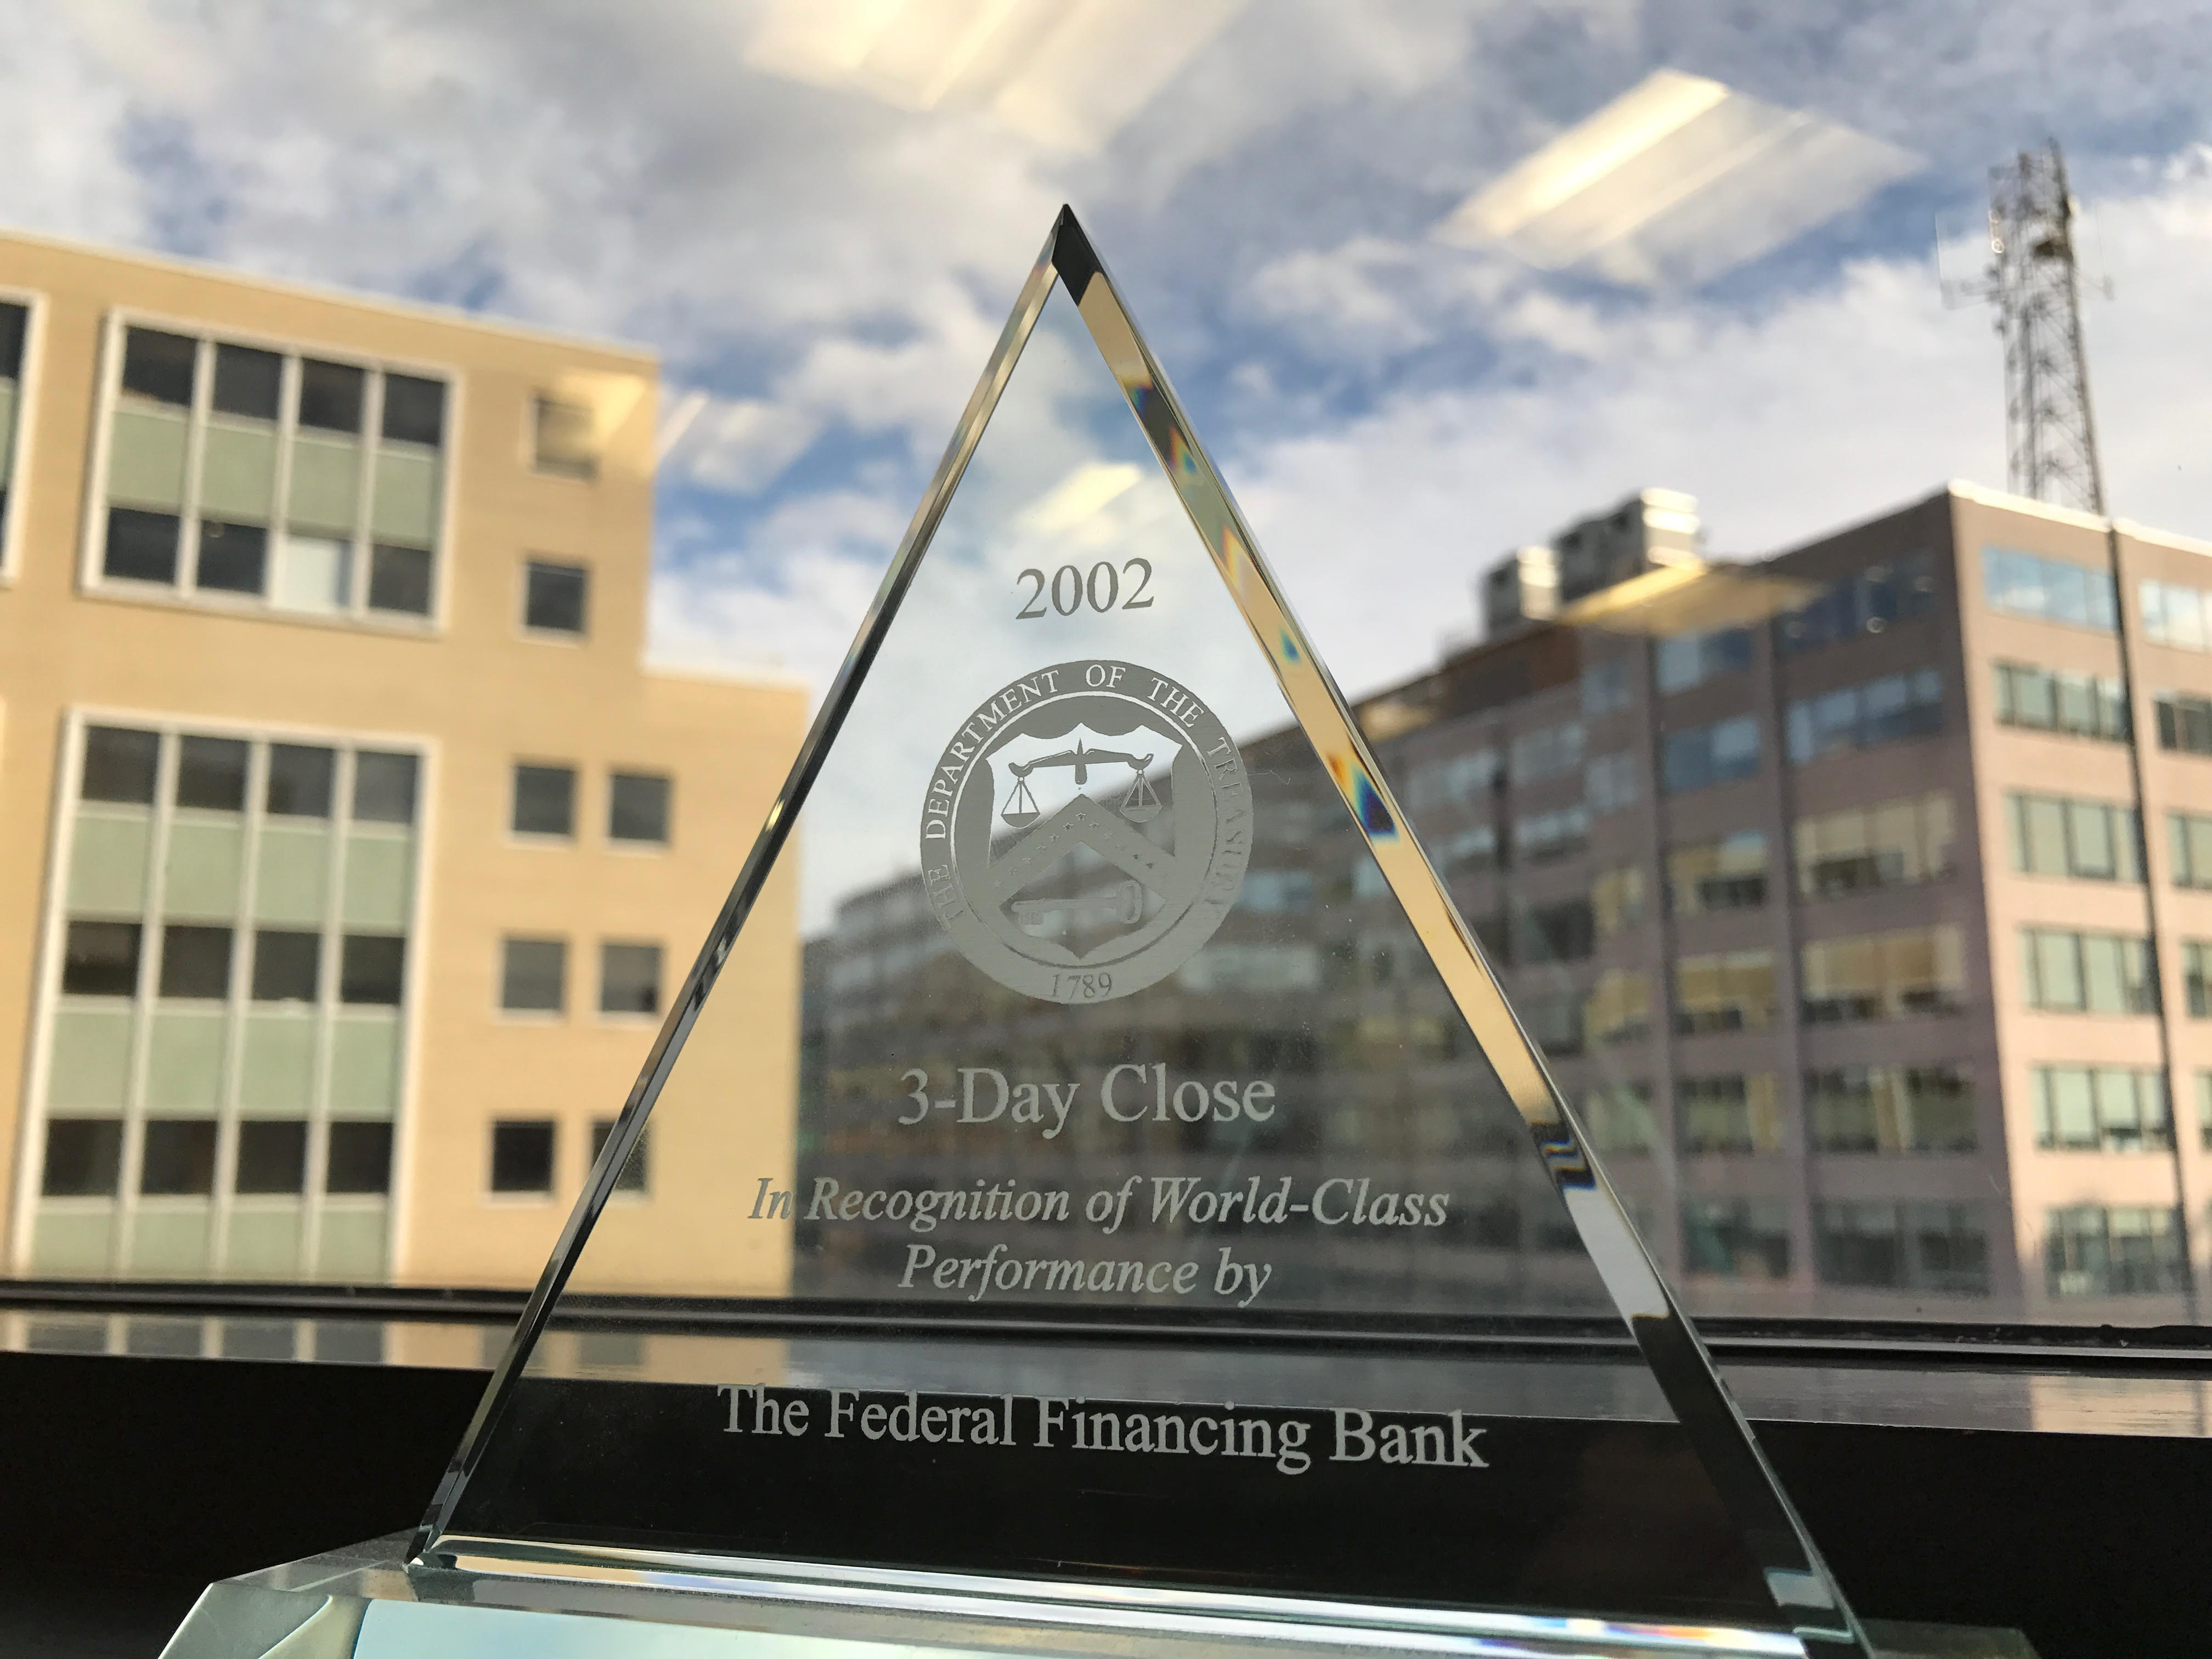 2002
THE DEPARTMENT OF THE TREASURY
1789
3-Day Close
In Recognition of World-Class
Performance by
The Federal Financing Bank